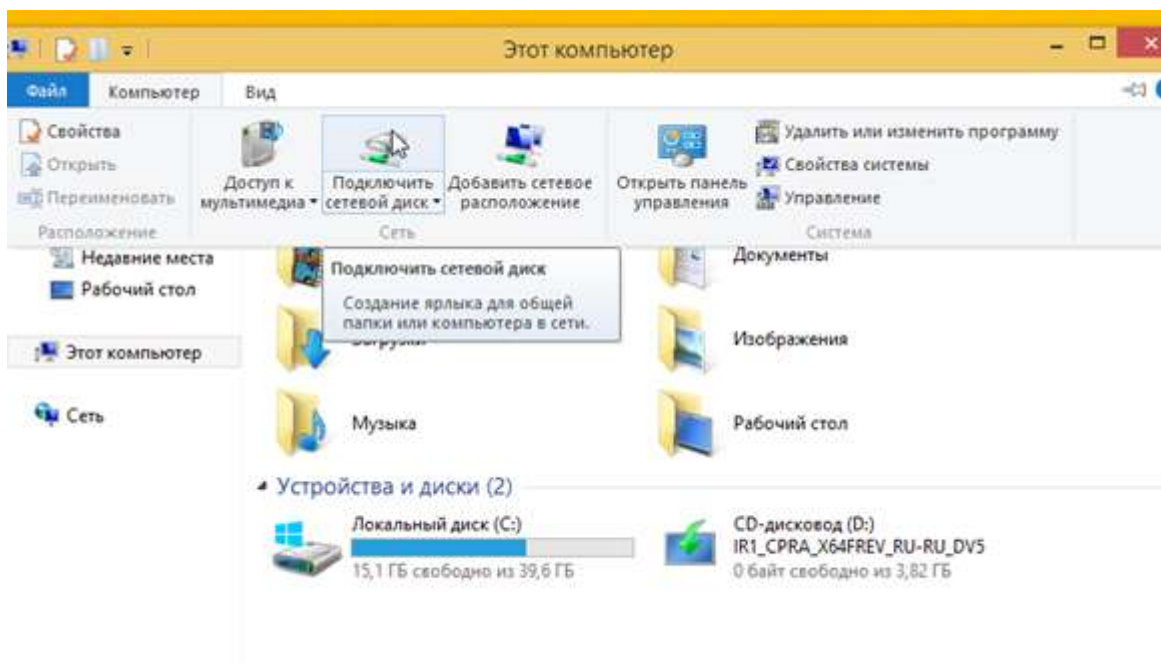 Этот компьютер
Файл Компьютер Вид
Свойства
Открыть
Переименовать
Расположение
Доступ к
мультимедиа
Подключить
сетевой диск
Добавить сетевое
расположение
Сеть
Открыть панель
управления
Удалить или изменить программу
Свойства системы
Управление
Система
Недавние места
Рабочий стол
Этот компьютер
Сеть
Подключить сетевой диск
Создание ярлыка для общей
папки или компьютера в сети.
Документы
Загрузки
Изображения
Музыка
Рабочий стол
Устройства и диски (2)
Локальный диск (C:)
15,1 ГБ свободно из 39,6 ГБ
CD-дисковод (D:)
IR1_CPRA_X64FREV_RU-RU_DV5
0 байт свободно из 3,82 ГБ